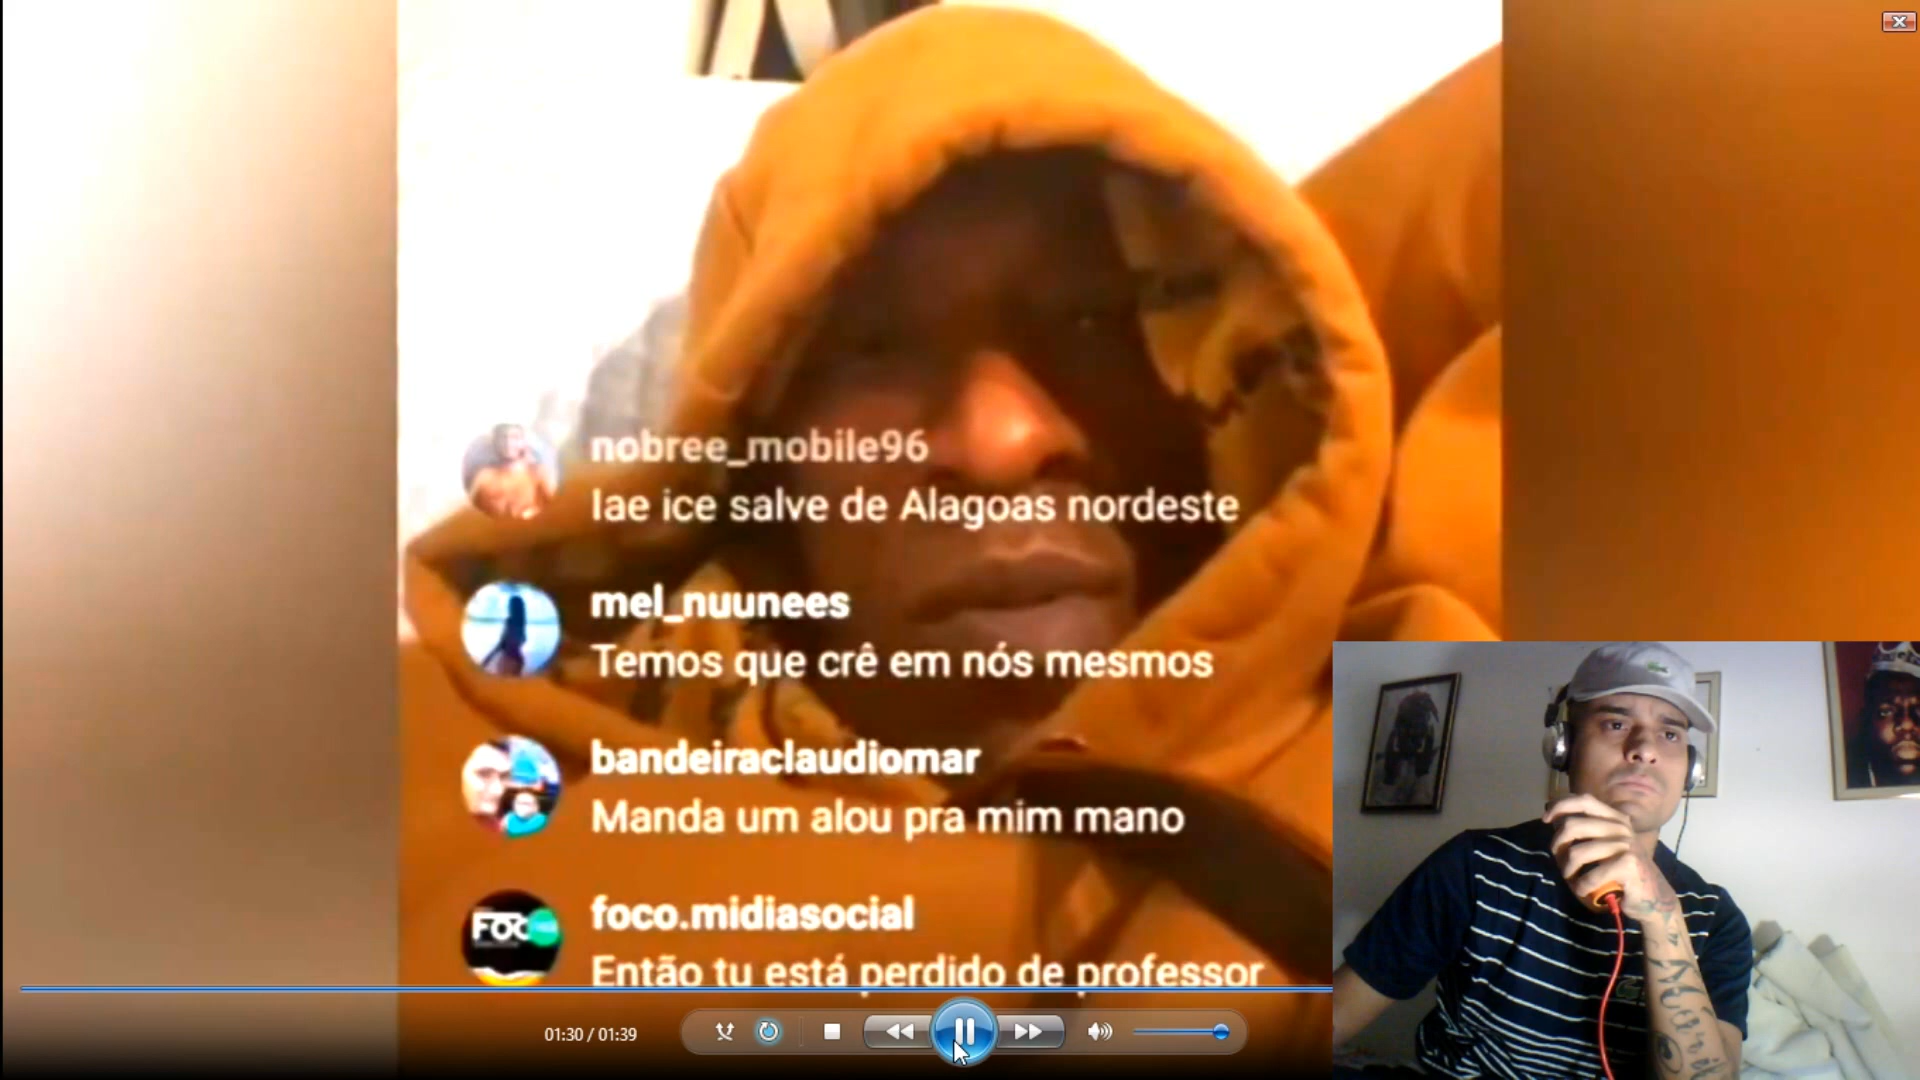 nobree_mobile96
Iae ice salve de Alagoas nordeste
mel_nuunees
Temos que crê em nós mesmos
bandeiraclaudiomar
Manda um alou pra mim mano
FOC
foco.midiasocial
Então tu está perdido de professor
01:30 / 01:39